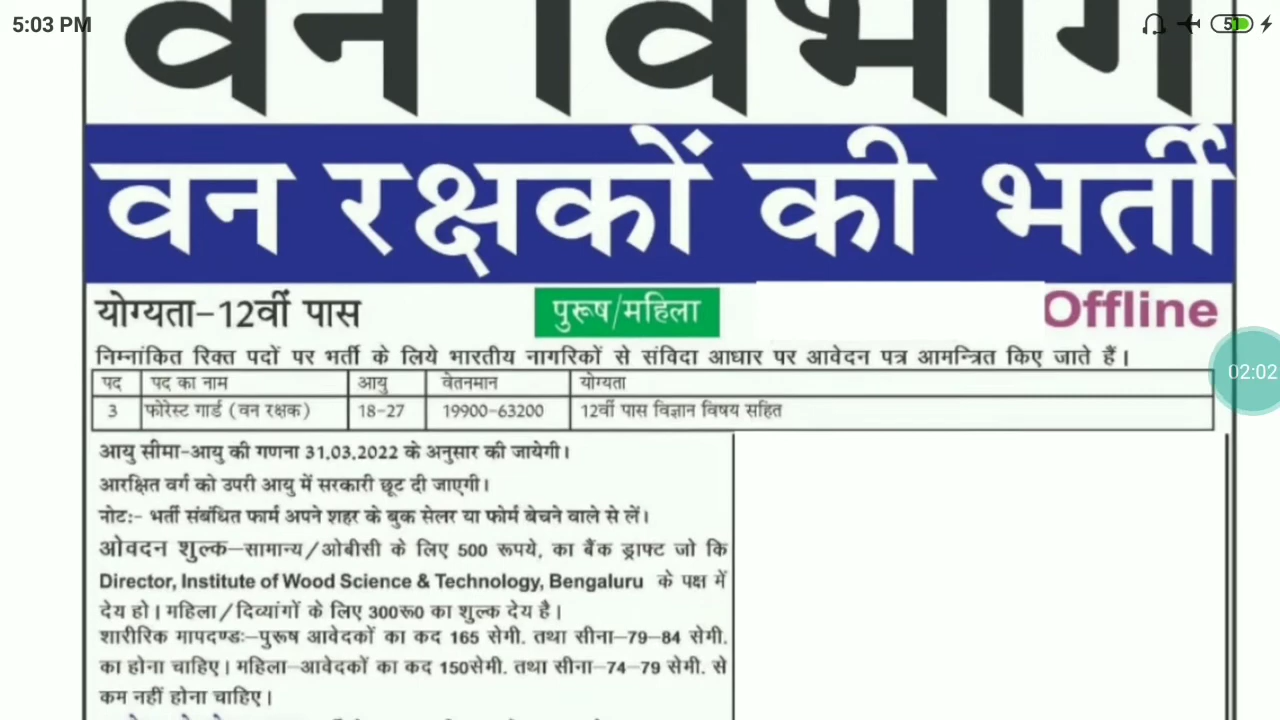 5:03 PM
51
वन विभाग
वन रक्षकों की भर्ती
योग्यता-12वीं पास
पुरूष/महिला
Offline
निम्नांकित रिक्त पदों पर भर्ती के लिये भारतीय नागरिकों से संविदा आधार पर आवेदन पत्र आमन्त्रित किए जाते हैं।
02:02
पद पद का नाम आयु वेतनमान योग्यता
3 फोरेस्ट गार्ड (वन रक्षक) 18-27 19900-63200 12वीं पास विज्ञान विषय सहित
आयु सीमा-आयु की गणना 31.03.2022 के अनुसार की जायेगी।
आरक्षित वर्ग को उपरी आयु में सरकारी छूट दी जाएगी।
नोटः- भर्ती संबंधित फार्म अपने शहर के बुक सेलर या फोर्म बेचने वाले से लें।
ओवदन शुल्क–सामान्य/ओबीसी के लिए 500 रूपये, का बैंक ड्राफ्ट जो कि
Director, Institute of Wood Science & Technology, Bengaluru के पक्ष में
देय हो। महिला/दिव्यांगों के लिए 300रू0 का शुल्क देय है।
शारीरिक मापदण्डः–पुरूष आवेदकों का कद 165 सेमी. तथा सीना–79–84 सेमी.
का होना चाहिए। महिला–आवेदकों का कद 150सेमी. तथा सीना–74–79 सेमी. से
कम नहीं होना चाहिए।